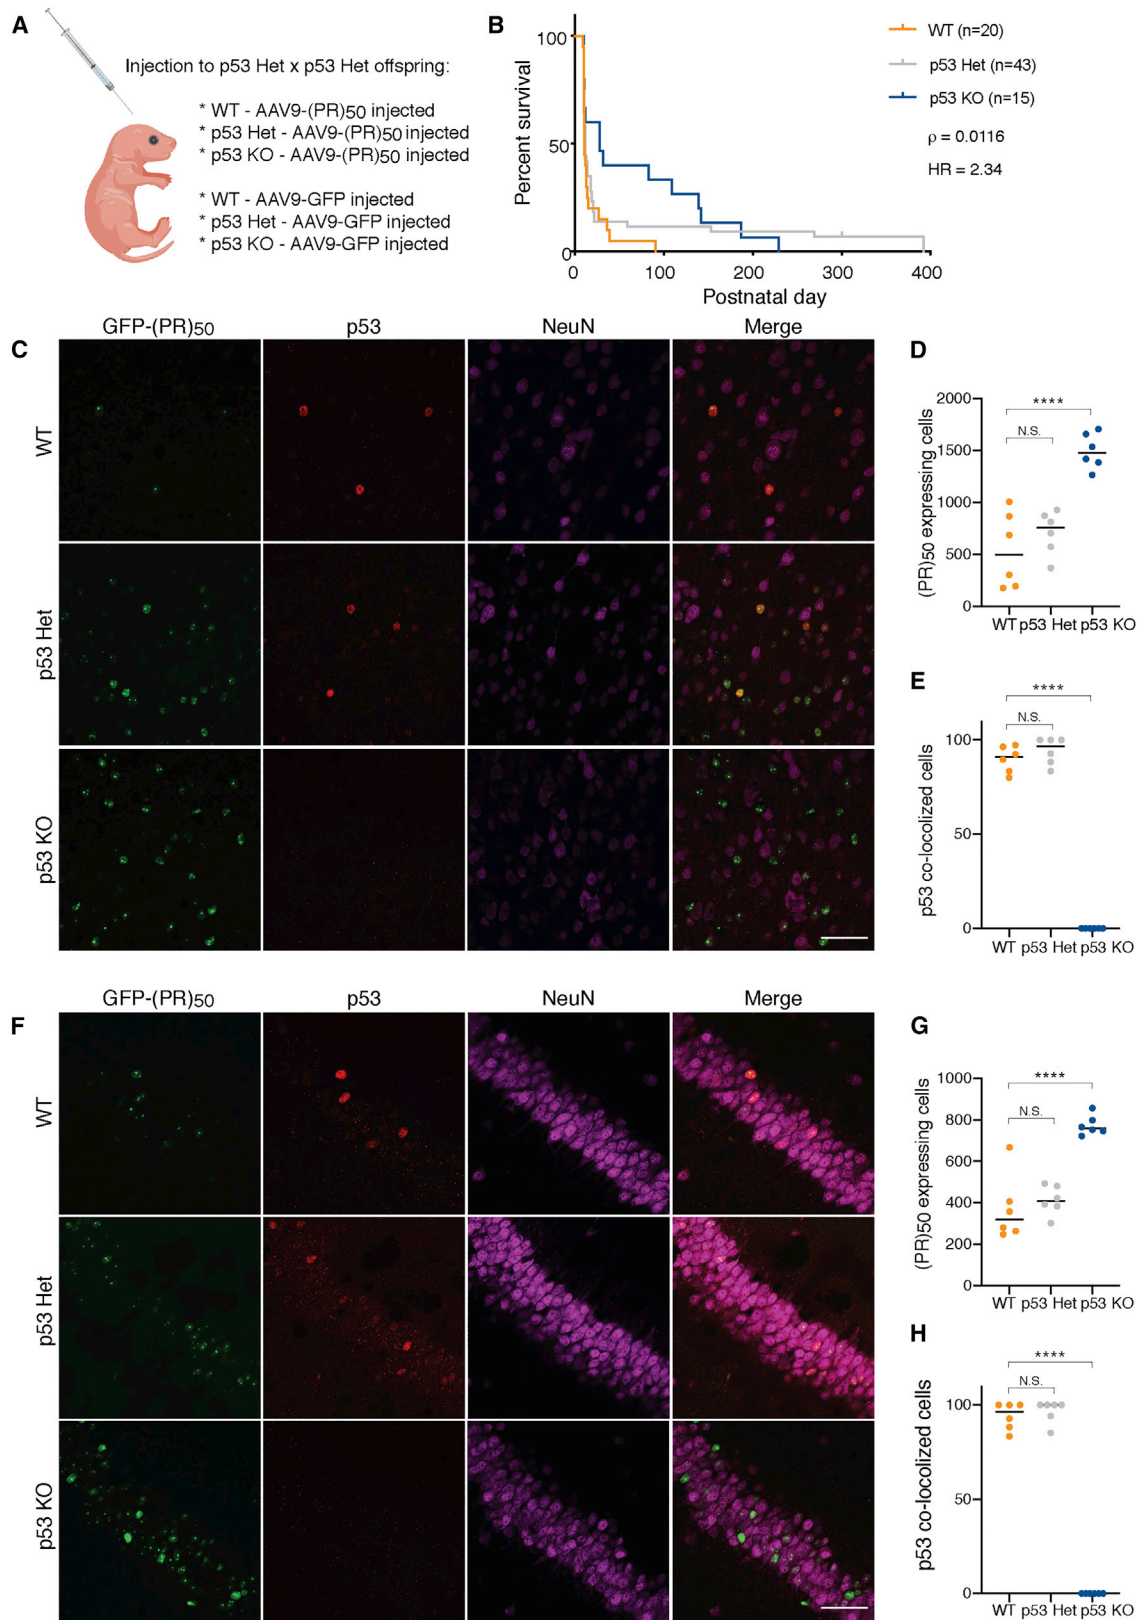 A
Injection to p53 Het x p53 Het offspring:
* WT - AAV9-(PR)50 injected
* p53 Het - AAV9-(PR)50 injected
* p53 KO - AAV9-(PR)50 injected
* WT - AAV9-GFP injected
* p53 Het - AAV9-GFP injected
* p53 KO - AAV9-GFP injected
B
Percent survival
100
50
0
0 100 200 300 400
Postnatal day
WT (n=20)
p53 Het (n=43)
p53 KO (n=15)
ρ = 0.0116
HR = 2.34
C
GFP-(PR)50 p53 NeuN Merge
WT
p53 Het
p53 KO
D
(PR)50 expressing cells
2000
1500
1000
500
0
****
N.S.
WT p53 Het p53 KO
E
p53 co-locolized cells
100
50
0
****
N.S.
WT p53 Het p53 KO
F
GFP-(PR)50 p53 NeuN Merge
WT
p53 Het
p53 KO
G
(PR)50 expressing cells
1000
800
600
400
200
0
****
N.S.
WT p53 Het p53 KO
H
p53 co-locolized cells
100
50
0
****
N.S.
WT p53 Het p53 KO